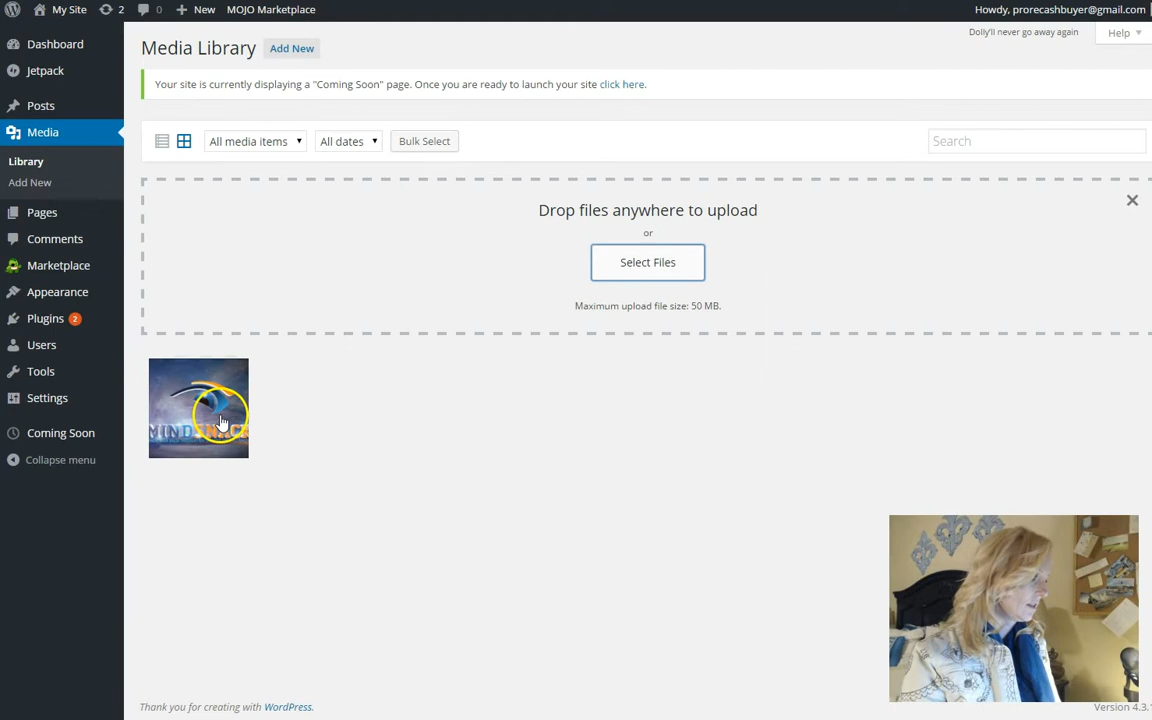 My Site
2
0
New
MOJO Marketplace
Howdy, prorecashbuyer@gmail.com
Dashboard
Jetpack
Posts
Media
Library
Add New
Pages
Comments
Marketplace
Appearance
Plugins 2
Users
Tools
Settings
Coming Soon
Collapse menu
Dolly'll never go away again
Help
Media Library
Add New
Your site is currently displaying a "Coming Soon" page. Once you are ready to launch your site click here.
All media items
All dates
Bulk Select
Search
Drop files anywhere to upload
or
Select Files
Maximum upload file size: 50 MB.
Thank you for creating with WordPress.
Version 4.3.